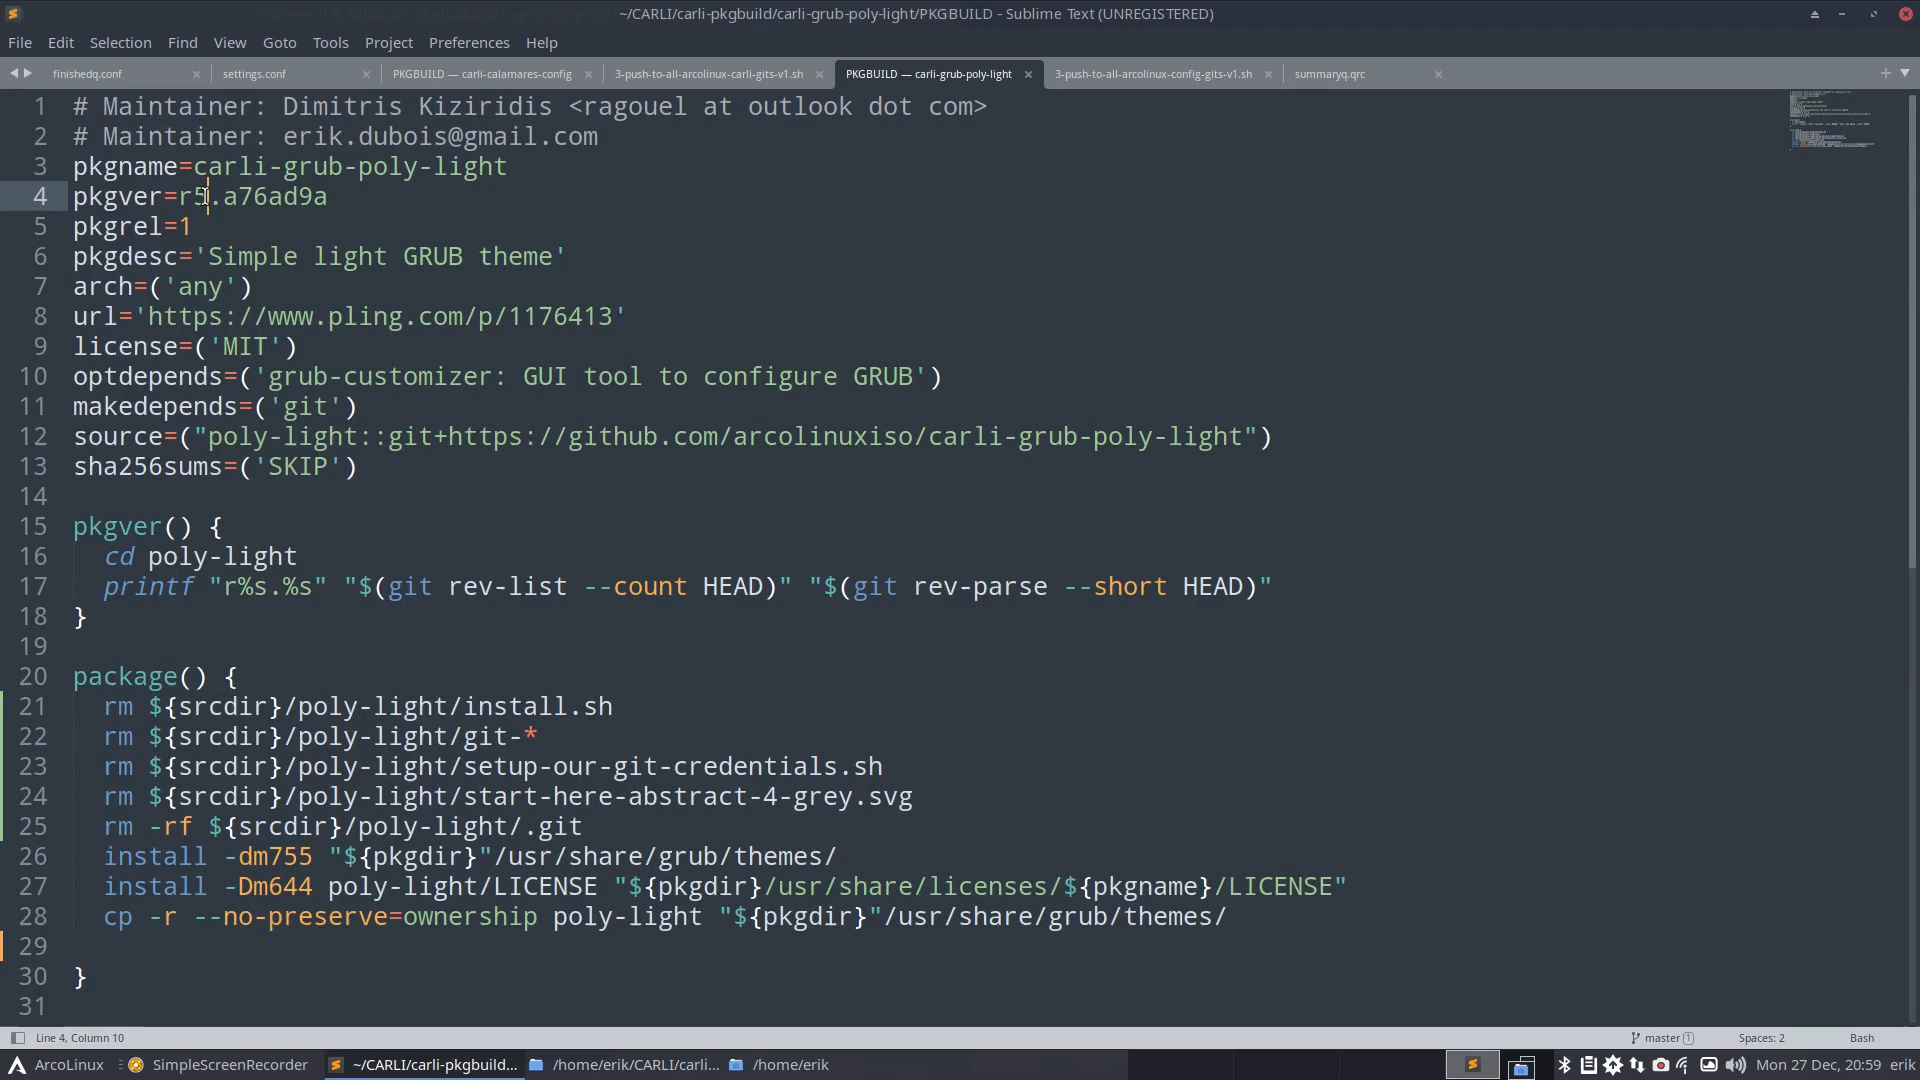 ~/CARLI/carli-pkgbuild/carli-grub-poly-light/PKGBUILD - Sublime Text (UNREGISTERED)
File Edit Selection Find View Goto Tools Project Preferences Help
finishedq.conf × settings.conf × PKGBUILD — carli-calamares-config × 3-push-to-all-arcolinux-carli-gits-v1.sh × PKGBUILD — carli-grub-poly-light × 3-push-to-all-arcolinux-config-gits-v1.sh × summaryq.qrc ×
1 # Maintainer: Dimitris Kiziridis <ragouel at outlook dot com>
2 # Maintainer: erik.dubois@gmail.com
3 pkgname=carli-grub-poly-light
4 pkgver=r5.a76ad9a
5 pkgrel=1
6 pkgdesc='Simple light GRUB theme'
7 arch=('any')
8 url='https://www.pling.com/p/1176413'
9 license=('MIT')
10 optdepends=('grub-customizer: GUI tool to configure GRUB')
11 makedepends=('git')
12 source=("poly-light::git+https://github.com/arcolinuxiso/carli-grub-poly-light")
13 sha256sums=('SKIP')
14
15 pkgver() {
16 cd poly-light
17 printf "r%s.%s" "$(git rev-list --count HEAD)" "$(git rev-parse --short HEAD)"
18 }
19
20 package() {
21 rm ${srcdir}/poly-light/install.sh
22 rm ${srcdir}/poly-light/git-*
23 rm ${srcdir}/poly-light/setup-our-git-credentials.sh
24 rm ${srcdir}/poly-light/start-here-abstract-4-grey.svg
25 rm -rf ${srcdir}/poly-light/.git
26 install -dm755 "${pkgdir}"/usr/share/grub/themes/
27 install -Dm644 poly-light/LICENSE "${pkgdir}/usr/share/licenses/${pkgname}/LICENSE"
28 cp -r --no-preserve=ownership poly-light "${pkgdir}"/usr/share/grub/themes/
29
30 }
31
Line 4, Column 10 master 1 Spaces: 2 Bash
ArcoLinux SimpleScreenRecorder ~/CARLI/carli-pkgbuild... /home/erik/CARLI/carli... /home/erik Mon 27 Dec, 20:59 erik